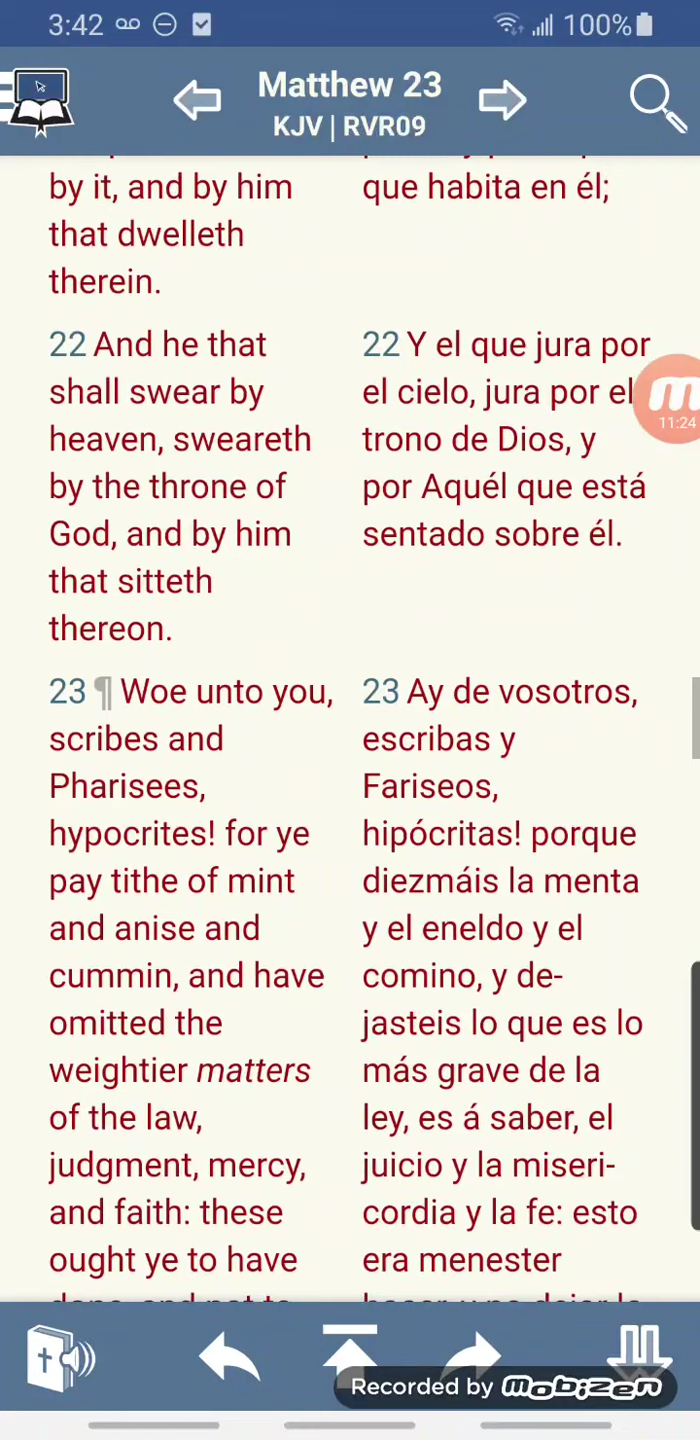 3:42 100%
Matthew 23
KJV | RVR09
by it, and by him
that dwelleth
therein.
que habita en él;
22 And he that
shall swear by
heaven, sweareth
by the throne of
God, and by him
that sitteth
thereon.
22 Y el que jura por
el cielo, jura por el
trono de Dios, y
por Aquél que está
sentado sobre él.
11:24
23 ¶ Woe unto you,
scribes and
Pharisees,
hypocrites! for ye
pay tithe of mint
and anise and
cummin, and have
omitted the
weightier matters
of the law,
judgment, mercy,
and faith: these
ought ye to have
23 Ay de vosotros,
escribas y
Fariseos,
hipócritas! porque
diezmáis la menta
y el eneldo y el
comino, y de-
jasteis lo que es lo
más grave de la
ley, es á saber, el
juicio y la miseri-
cordia y la fe: esto
era menester
Recorded by mobizen